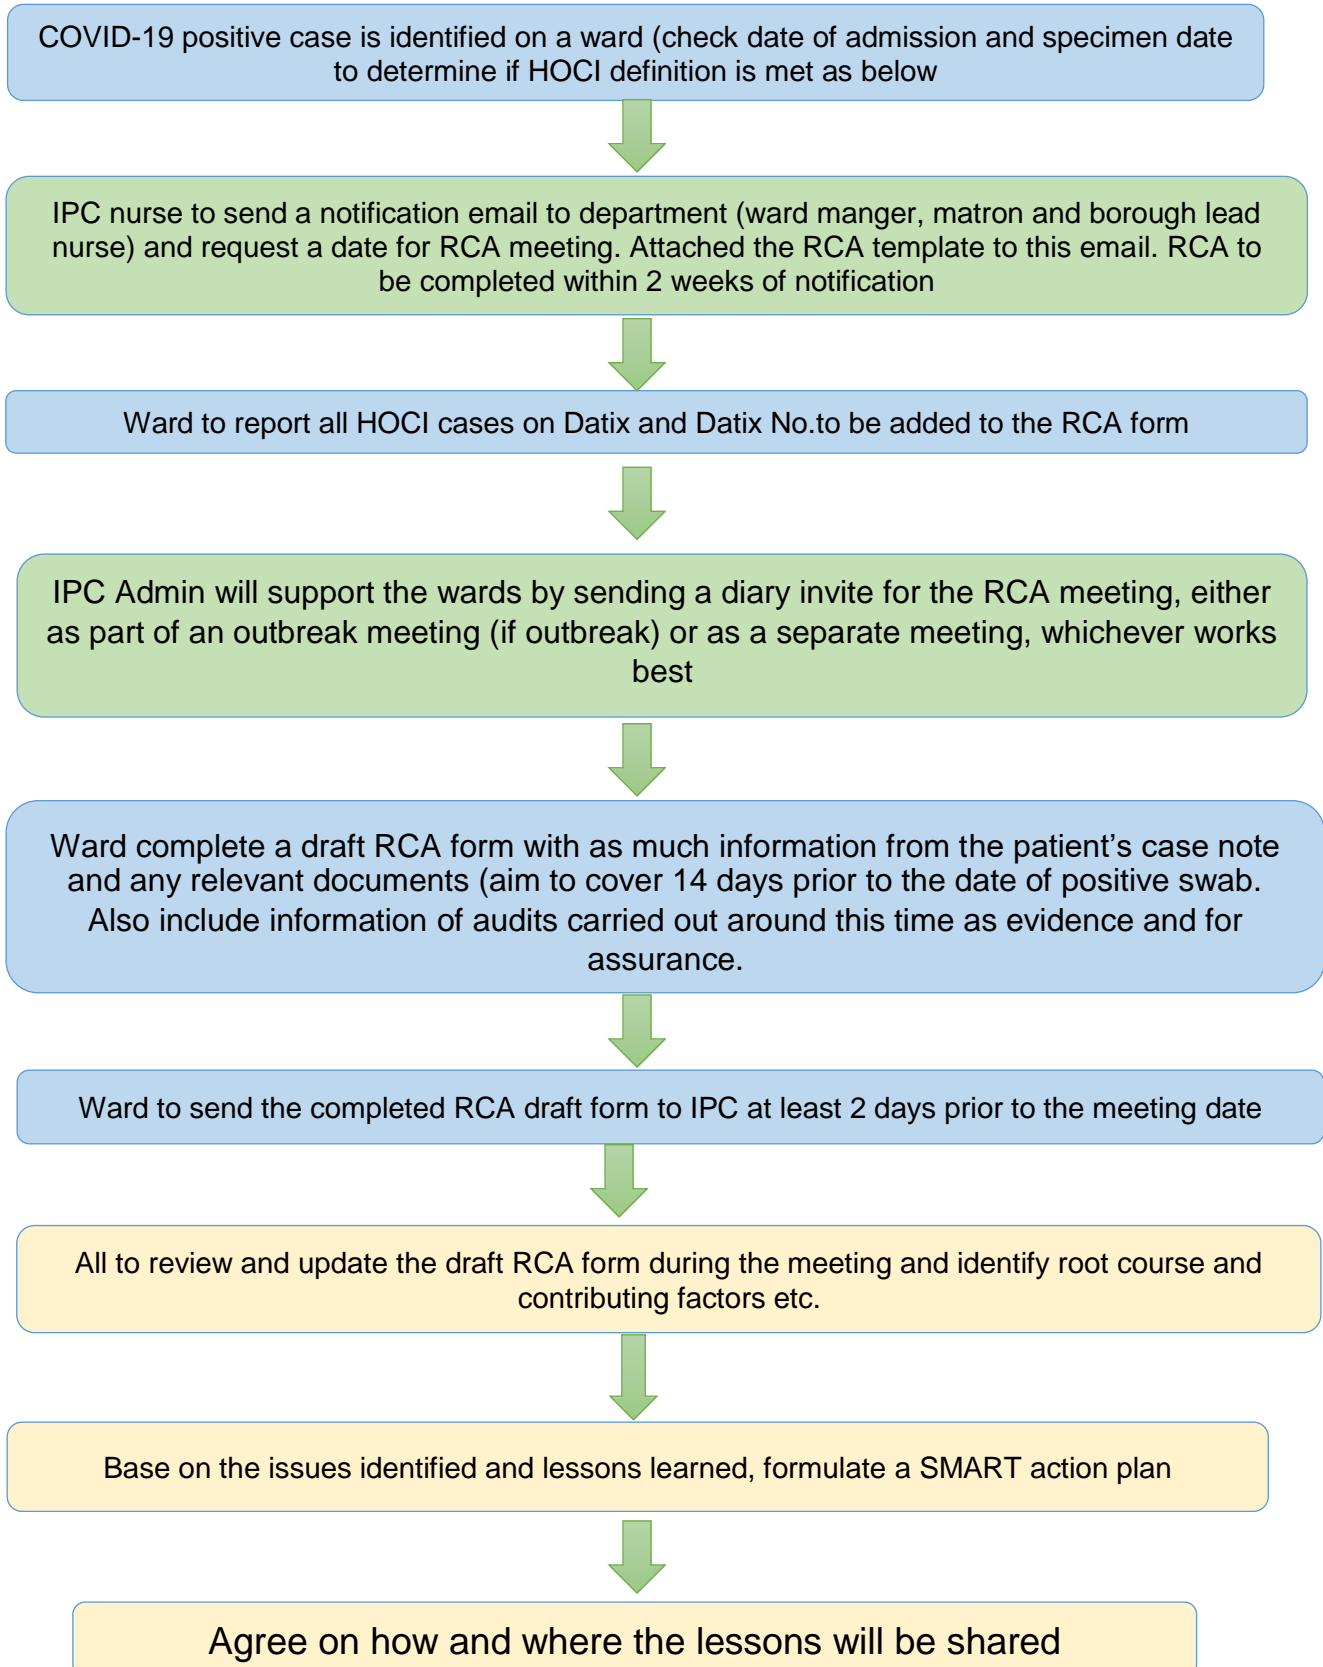 COVID-19 positive case is identified on a ward (check date of admission and specimen date
to determine if HOCI definition is met as below
IPC nurse to send a notification email to department (ward manger, matron and borough lead
nurse) and request a date for RCA meeting. Attached the RCA template to this email. RCA to
be completed within 2 weeks of notification
Ward to report all HOCI cases on Datix and Datix No.to be added to the RCA form
IPC Admin will support the wards by sending a diary invite for the RCA meeting, either
as part of an outbreak meeting (if outbreak) or as a separate meeting, whichever works
best
Ward complete a draft RCA form with as much information from the patient’s case note
and any relevant documents (aim to cover 14 days prior to the date of positive swab.
Also include information of audits carried out around this time as evidence and for
assurance.
Ward to send the completed RCA draft form to IPC at least 2 days prior to the meeting date
All to review and update the draft RCA form during the meeting and identify root course and
contributing factors etc.
Base on the issues identified and lessons learned, formulate a SMART action plan
Agree on how and where the lessons will be shared